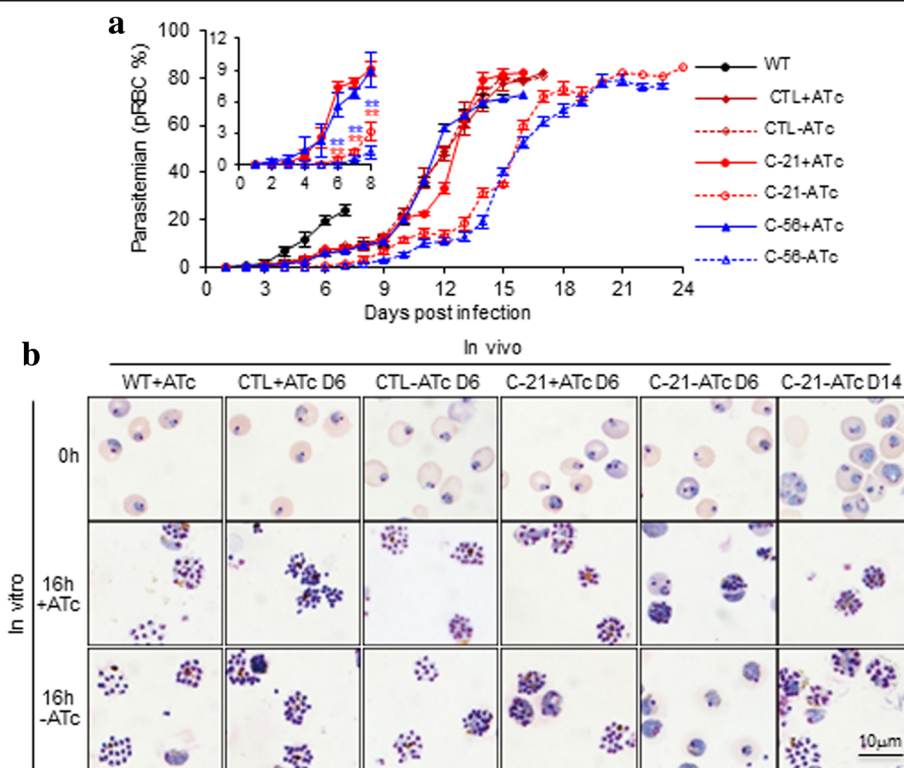 a
Parasitemian (pRBC %)
100
80
60
40
20
0
12
9
6
3
0
0 2 4 6 8
** ** ** ** ** **
0 3 6 9 12 15 18 21 24
Days post infection
WT
CTL+ATc
CTL-ATc
C-21+ATc
C-21-ATc
C-56+ATc
C-56-ATc
b
In vivo
WT+ATc CTL+ATc D6 CTL-ATc D6 C-21+ATc D6 C-21-ATc D6 C-21-ATc D14
In vitro
0h
16h
+ATc
16h
-ATc
10μm